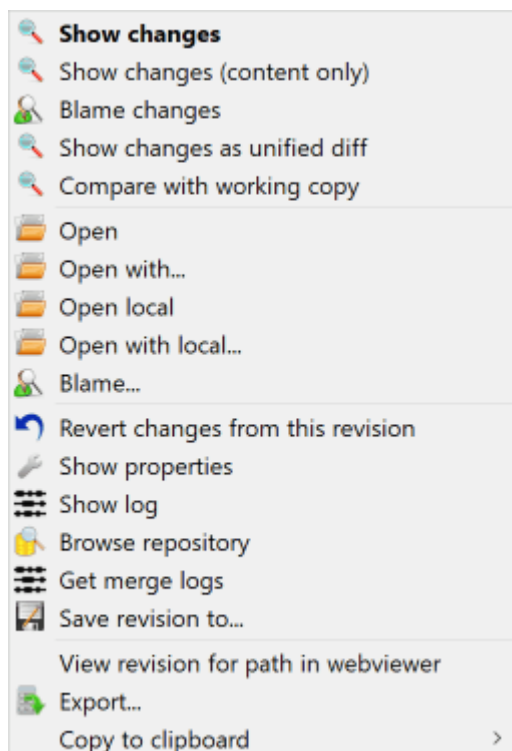 Show changes
Show changes (content only)
Blame changes
Show changes as unified diff
Compare with working copy
Open
Open with...
Open local
Open with local...
Blame...
Revert changes from this revision
Show properties
Show log
Browse repository
Get merge logs
Save revision to...
View revision for path in webviewer
Export...
Copy to clipboard